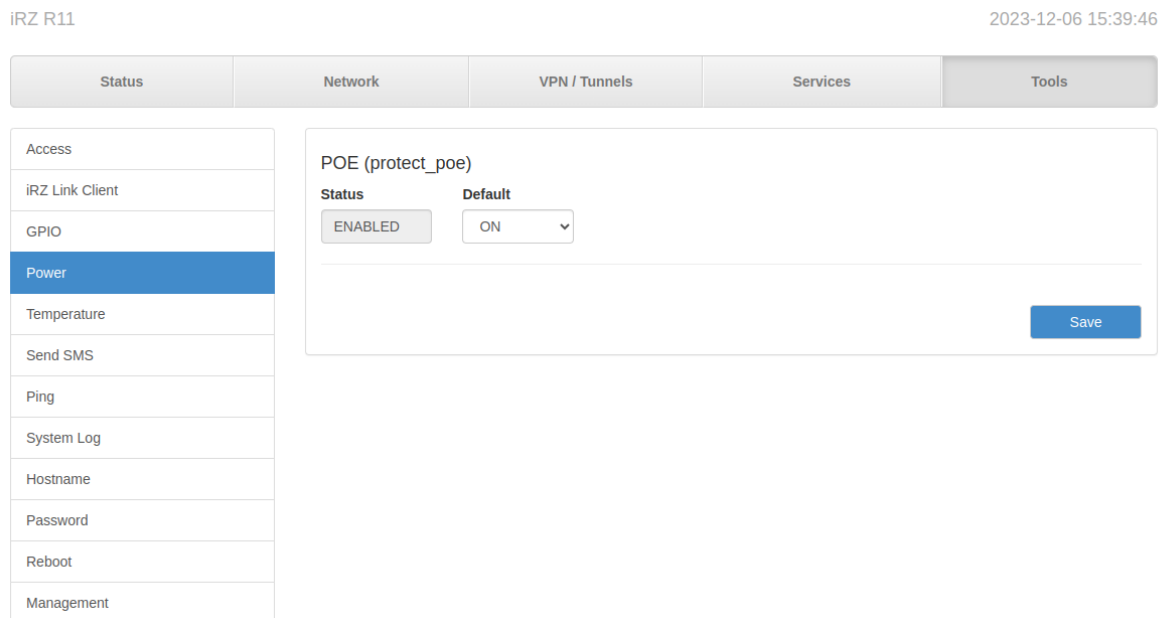 iRZ R11
2023-12-06 15:39:46
Status
Network
VPN / Tunnels
Services
Tools
Access
iRZ Link Client
GPIO
Power
Temperature
Send SMS
Ping
System Log
Hostname
Password
Reboot
Management
POE (protect_poe)
Status Default
ENABLED ON
Save